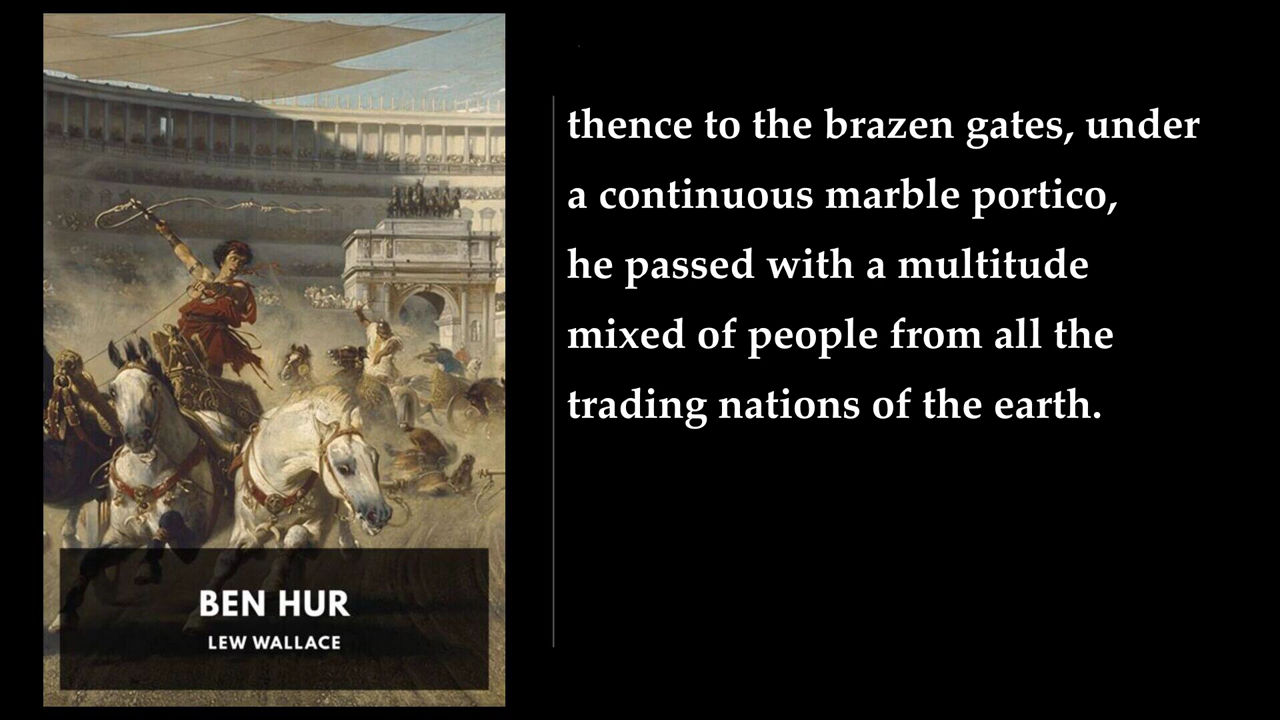 thence to the brazen gates, under
a continuous marble portico,
he passed with a multitude
mixed of people from all the
trading nations of the earth.
BEN HUR
LEW WALLACE